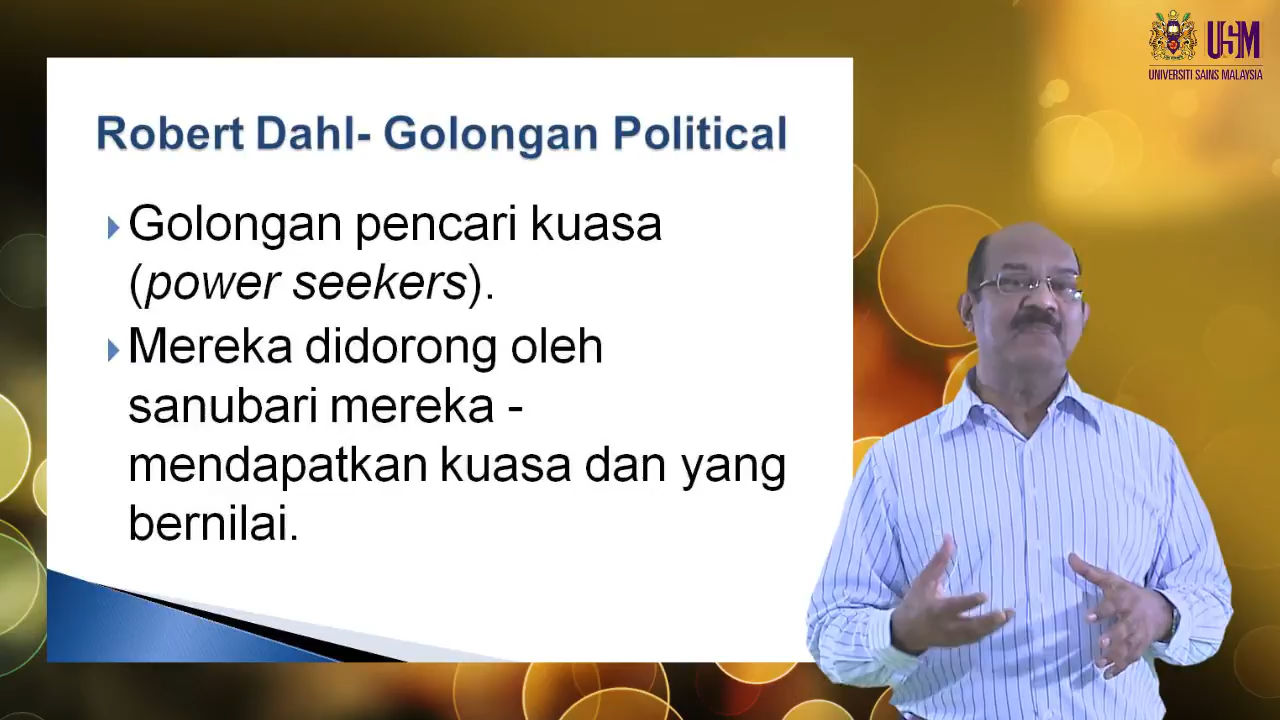 USM
UNIVERSITI SAINS MALAYSIA
Robert Dahl- Golongan Political
Golongan pencari kuasa
(power seekers).
Mereka didorong oleh
sanubari mereka -
mendapatkan kuasa dan yang
bernilai.